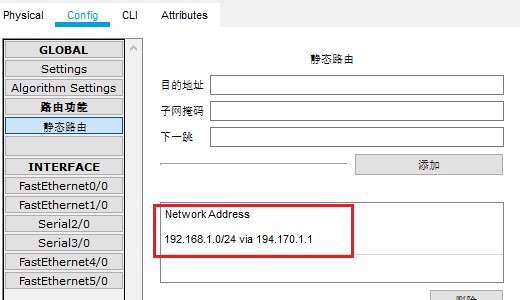 Physical Config CLI Attributes
GLOBAL
Settings
Algorithm Settings
路由功能
静态路由
INTERFACE
FastEthernet0/0
FastEthernet1/0
Serial2/0
Serial3/0
FastEthernet4/0
FastEthernet5/0
静态路由
目的地址
子网掩码
下一跳
添加
Network Address
192.168.1.0/24 via 194.170.1.1
删除